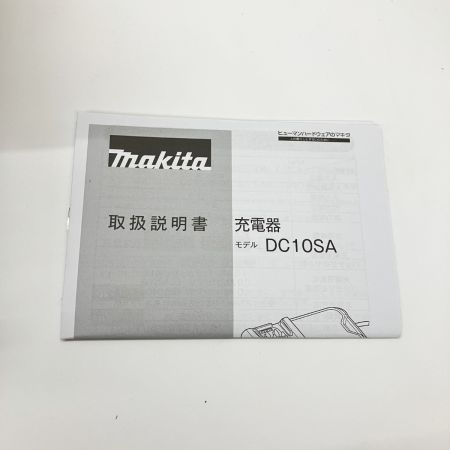 ヒューマンハードウェアのマキタ
makita
取扱説明書
充電器
モデル DC10SA